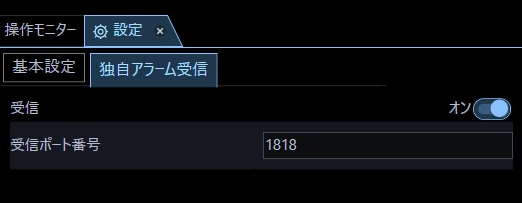 操作モニター 設定 ×
基本設定 独自アラーム受信
受信 オン
受信ポート番号 1818